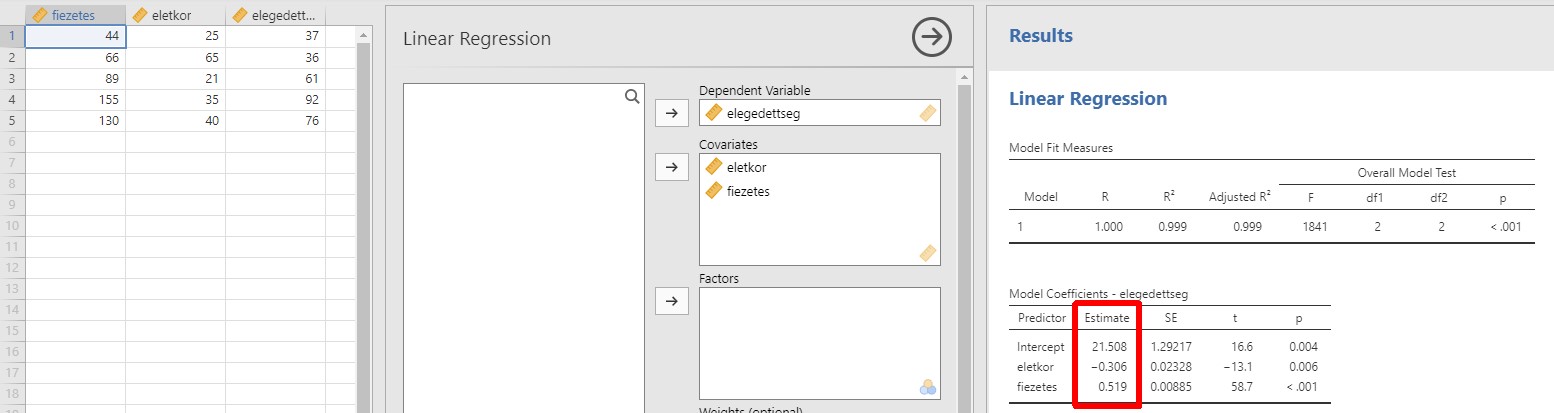 fiezetes eletkor elegedett...
1 44 25 37
2 66 65 36
3 89 21 61
4 155 35 92
5 130 40 76
6
7
8
9
10
11
12
13
14
15
16
17
18
Linear Regression
Dependent Variable
elegedettseg
Covariates
eletkor
fiezetes
Factors
Weights (optional)
Results
Linear Regression
Model Fit Measures
Overall Model Test
Model R R² Adjusted R² F df1 df2 p
1 1.000 0.999 0.999 1841 2 2 < .001
Model Coefficients - elegedettseg
Predictor Estimate SE t p
Intercept 21.508 1.29217 16.6 0.004
eletkor −0.306 0.02328 −13.1 0.006
fiezetes 0.519 0.00885 58.7 < .001